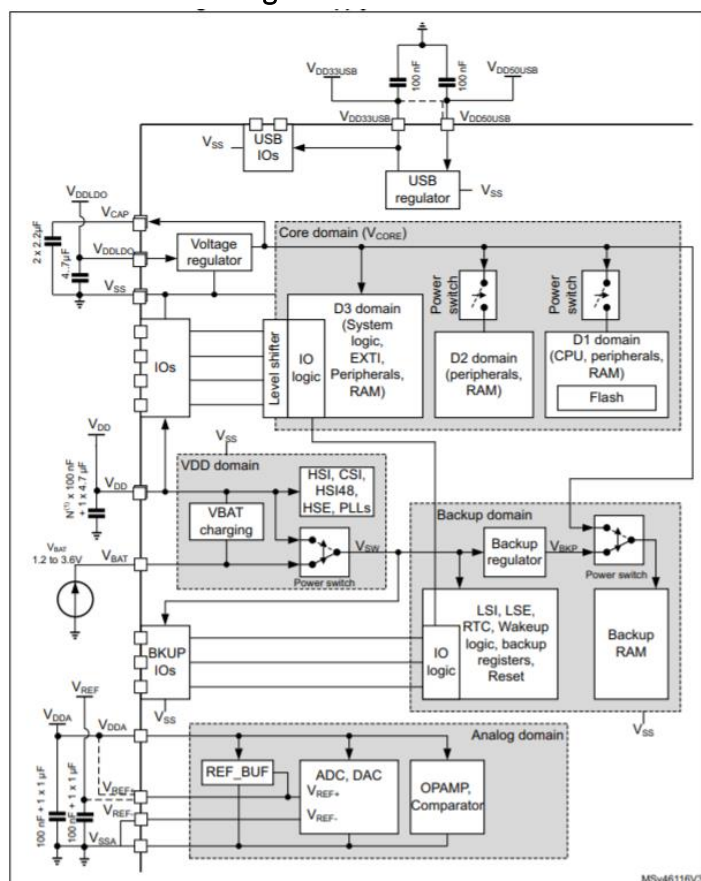 VDD33USB
100 nF
100 nF
VDD50USB
VDD33USB
VDD50USB
VSS
USB
IOs
USB
regulator
VSS
VDDLDO
VCAP
2 x 2.2µF
4..7µF
VDDLDO
Voltage
regulator
VSS
Core domain (VCORE)
Power
switch
Power
switch
D3 domain
(System
logic,
EXTI,
Peripherals,
RAM)
D2 domain
(peripherals,
RAM)
D1 domain
(CPU, peripherals,
RAM)
Flash
IOs
Level shifter
IO
logic
VDD
VSS
VDD domain
N(1) x 100 nF
+ 1 x 4.7 µF
VDD
HSI, CSI,
HSI48,
HSE, PLLs
VBAT
charging
Backup domain
VBAT
1.2 to 3.6V
VBAT
Power switch
VSW
Backup
regulator
VBKP
Power switch
BKUP
IOs
IO
logic
LSI, LSE,
RTC, Wakeup
logic, backup
registers,
Reset
Backup
RAM
VSS
VSS
VREF
VDDA
VDDA
Analog domain
100 nF + 1 x 1 µF
100 nF + 1 x 1 µF
REF_BUF
ADC, DAC
OPAMP,
Comparator
VREF+
VREF+
VREF-
VREF-
VSSA
MSv46116V3